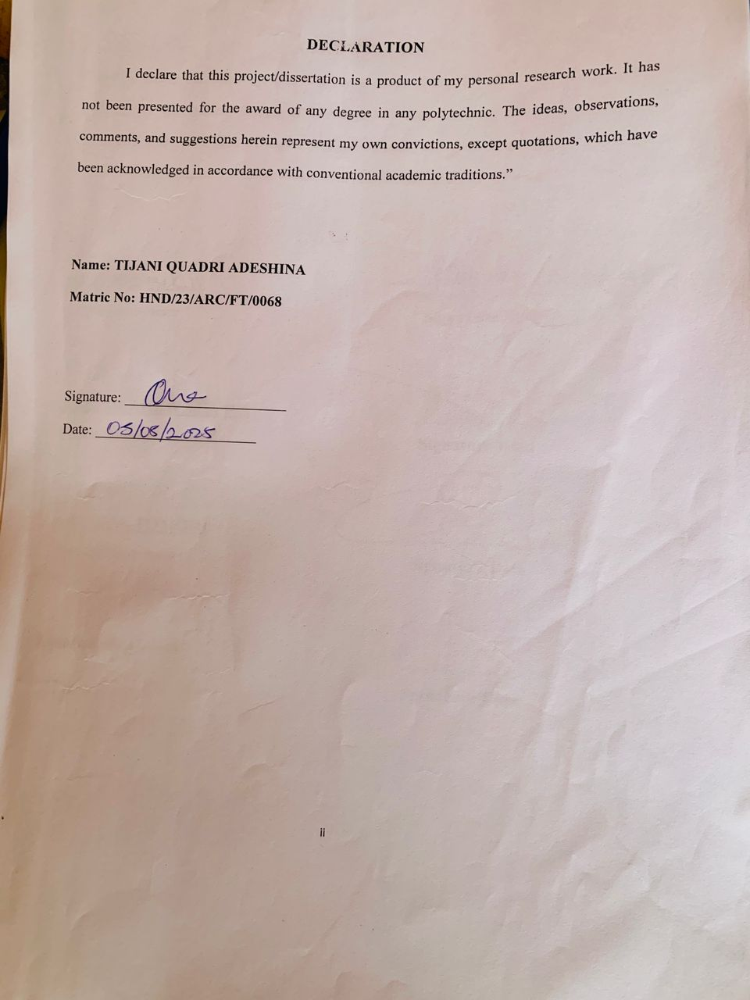 DECLARATION
I declare that this project/dissertation is a product of my personal research work. It has
not been presented for the award of any degree in any polytechnic. The ideas, observations,
comments, and suggestions herein represent my own convictions, except quotations, which have
been acknowledged in accordance with conventional academic traditions.”
Name: TIJANI QUADRI ADESHINA
Matric No: HND/23/ARC/FT/0068
Signature:
Date: 05/08/2025
ii